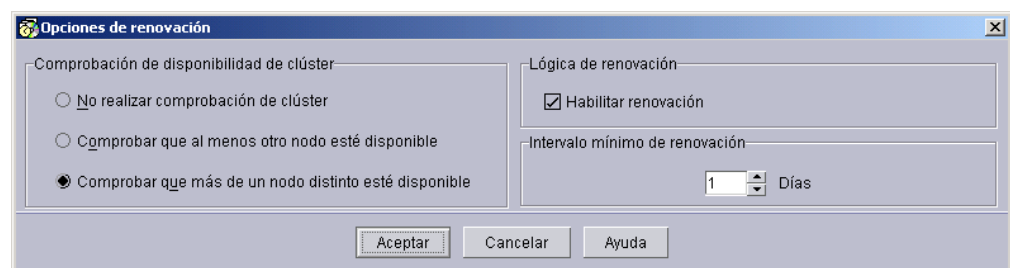 Opciones de renovación
Comprobación de disponibilidad de clúster
No realizar comprobación de clúster
Comprobar que al menos otro nodo esté disponible
Comprobar que más de un nodo distinto esté disponible
Lógica de renovación
Habilitar renovación
Intervalo mínimo de renovación
1 Días
Aceptar Cancelar Ayuda